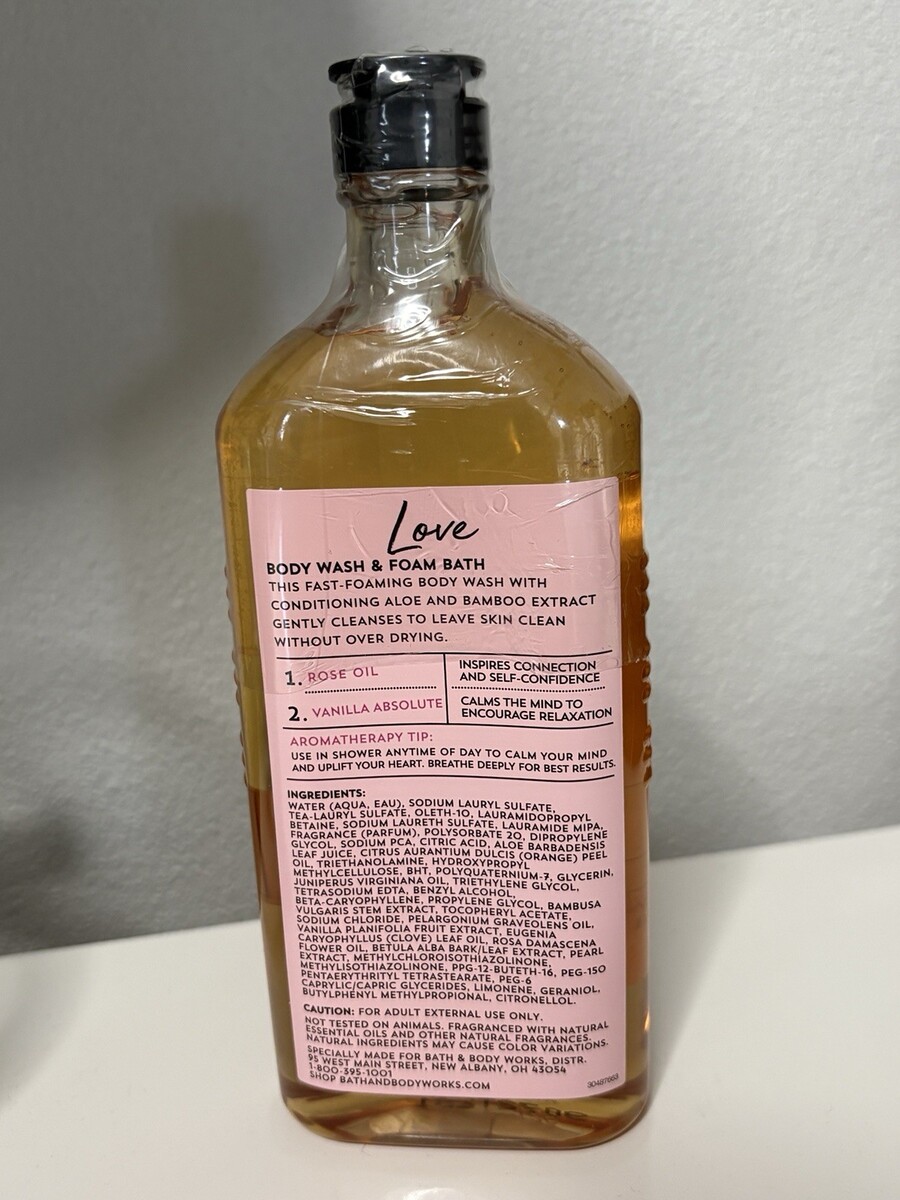 Love
BODY WASH & FOAM BATH
THIS FAST-FOAMING BODY WASH WITH
CONDITIONING ALOE AND BAMBOO EXTRACT
GENTLY CLEANSES TO LEAVE SKIN CLEAN
WITHOUT OVER DRYING.
1. ROSE OIL
INSPIRES CONNECTION
AND SELF-CONFIDENCE
2. VANILLA ABSOLUTE
CALMS THE MIND TO
ENCOURAGE RELAXATION
AROMATHERAPY TIP:
USE IN SHOWER ANYTIME OF DAY TO CALM YOUR MIND
AND UPLIFT YOUR HEART. BREATHE DEEPLY FOR BEST RESULTS.
INGREDIENTS:
WATER (AQUA, EAU), SODIUM LAURYL SULFATE,
TEA-LAURYL SULFATE, OLETH-10, LAURAMIDOPROPYL
BETAINE, SODIUM LAURETH SULFATE, LAURAMIDE MIPA,
FRAGRANCE (PARFUM), POLYSORBATE 20, DIPROPYLENE
GLYCOL, SODIUM PCA, CITRIC ACID, ALOE BARBADENSIS
LEAF JUICE, CITRUS AURANTIUM DULCIS (ORANGE) PEEL
OIL, TRIETHANOLAMINE, HYDROXYPROPYL
METHYLCELLULOSE, BHT, POLYQUATERNIUM-7, GLYCERIN,
JUNIPERUS VIRGINIANA OIL, TRIETHYLENE GLYCOL,
TETRASODIUM EDTA, BENZYL ALCOHOL,
BETA-CARYOPHYLLENE, PROPYLENE GLYCOL, BAMBUSA
VULGARIS STEM EXTRACT, TOCOPHERYL ACETATE,
SODIUM CHLORIDE, PELARGONIUM GRAVEOLENS OIL,
VANILLA PLANIFOLIA FRUIT EXTRACT, EUGENIA
CARYOPHYLLUS (CLOVE) LEAF OIL, ROSA DAMASCENA
FLOWER OIL, BETULA ALBA BARK/LEAF EXTRACT, PEARL
EXTRACT, METHYLCHLOROISOTHIAZOLINONE,
METHYLISOTHIAZOLINONE, PPG-12-BUTETH-16, PEG-150
PENTAERYTHRITYL TETRASTEARATE, PEG-6
CAPRYLIC/CAPRIC GLYCERIDES, LIMONENE, GERANIOL,
BUTYLPHENYL METHYLPROPIONAL, CITRONELLOL.
CAUTION: FOR ADULT EXTERNAL USE ONLY.
NOT TESTED ON ANIMALS. FRAGRANCED WITH NATURAL
ESSENTIAL OILS AND OTHER NATURAL FRAGRANCES.
NATURAL INGREDIENTS MAY CAUSE COLOR VARIATIONS.
SPECIALLY MADE FOR BATH & BODY WORKS, DISTR.
95 WEST MAIN STREET, NEW ALBANY, OH 43054
1-800-395-1001
SHOP BATHANDBODYWORKS.COM